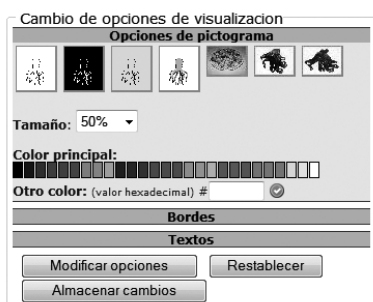 Cambio de opciones de visualizacion
Opciones de pictograma
Tamaño: 50%
Color principal:
Otro color: (valor hexadecimal) #
Bordes
Textos
Modificar opciones Restablecer
Almacenar cambios